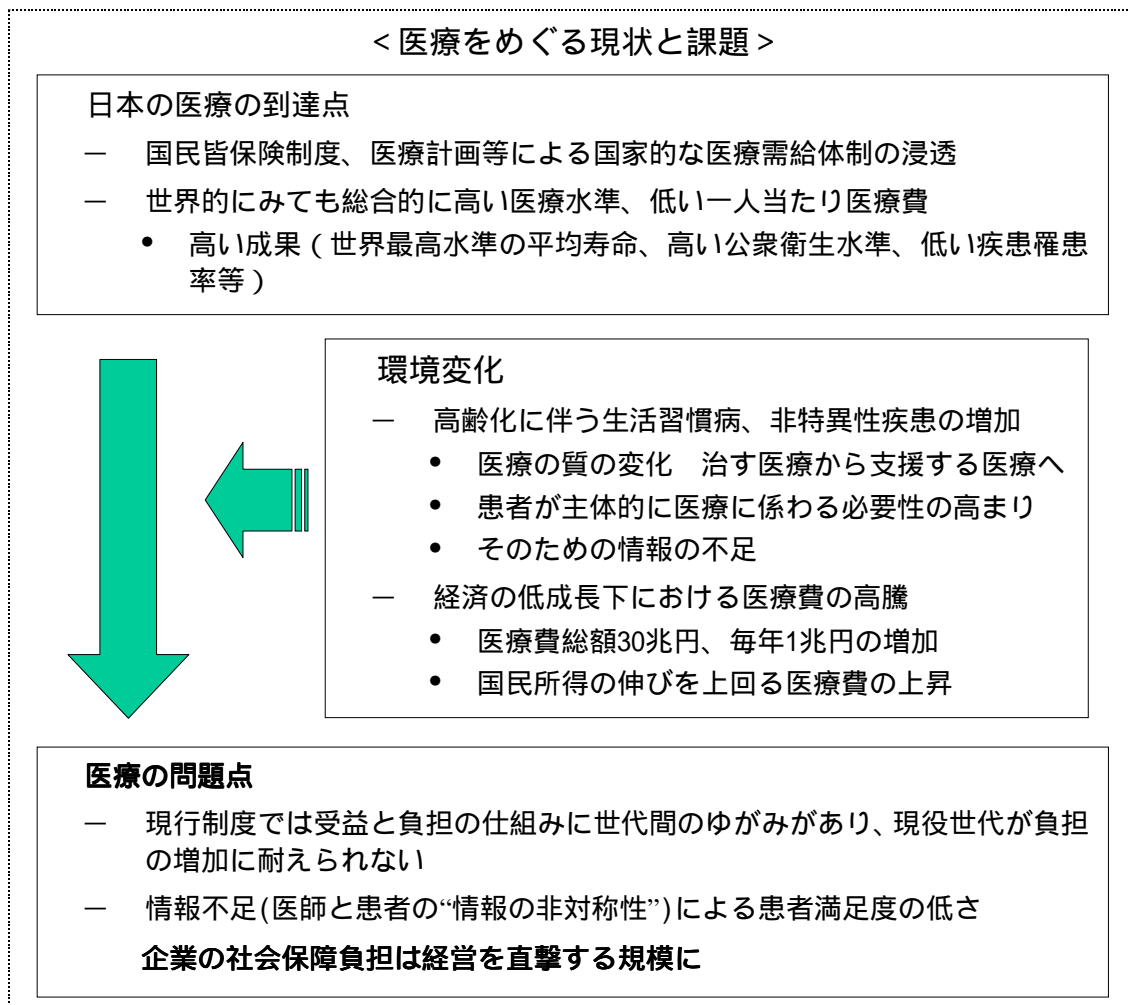 <医療をめぐる現状と課題>
日本の医療の到達点
― 国民皆保険制度、医療計画等による国家的な医療需給体制の浸透
― 世界的にみても総合的に高い医療水準、低い一人当たり医療費
• 高い成果(世界最高水準の平均寿命、高い公衆衛生水準、低い疾患罹患
率等)
環境変化
― 高齢化に伴う生活習慣病、非特異性疾患の増加
• 医療の質の変化 治す医療から支援する医療へ
• 患者が主体的に医療に係わる必要性の高まり
• そのための情報の不足
― 経済の低成長下における医療費の高騰
• 医療費総額30兆円、毎年1兆円の増加
• 国民所得の伸びを上回る医療費の上昇
医療の問題点
― 現行制度では受益と負担の仕組みに世代間のゆがみがあり、現役世代が負担
の増加に耐えられない
― 情報不足(医師と患者の“情報の非対称性”)による患者満足度の低さ
企業の社会保障負担は経営を直撃する規模に